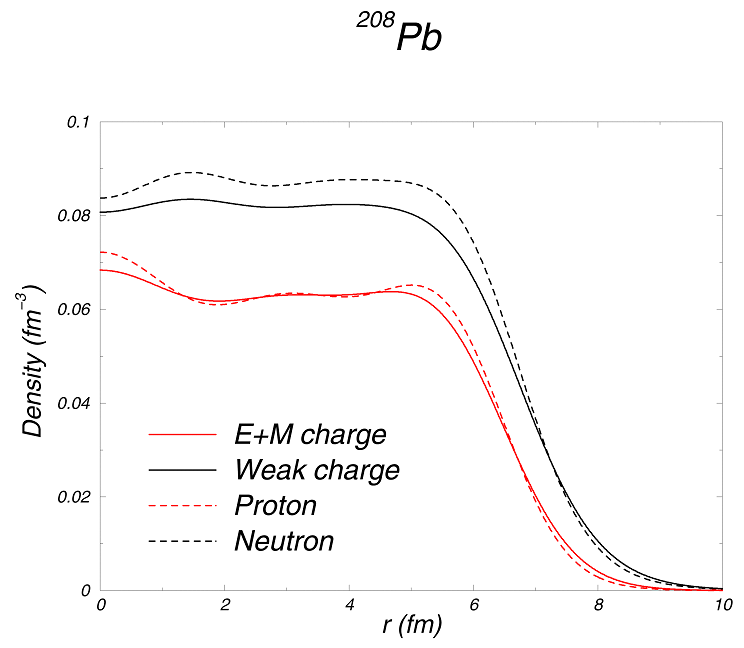 ²⁰⁸Pb
0.1
0.08
0.06
0.04
0.02
0
Density (fm⁻³)
E+M charge
Weak charge
Proton
Neutron
0 2 4 6 8 10
r (fm)